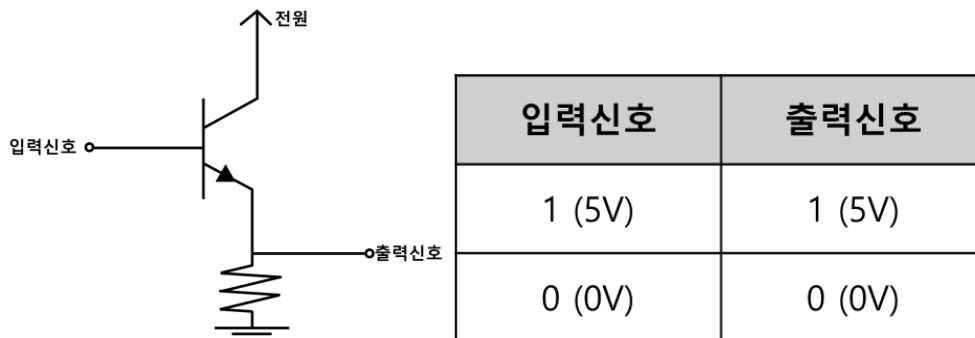 전원
입력신호
출력신호
입력신호 출력신호
1 (5V) 1 (5V)
0 (0V) 0 (0V)